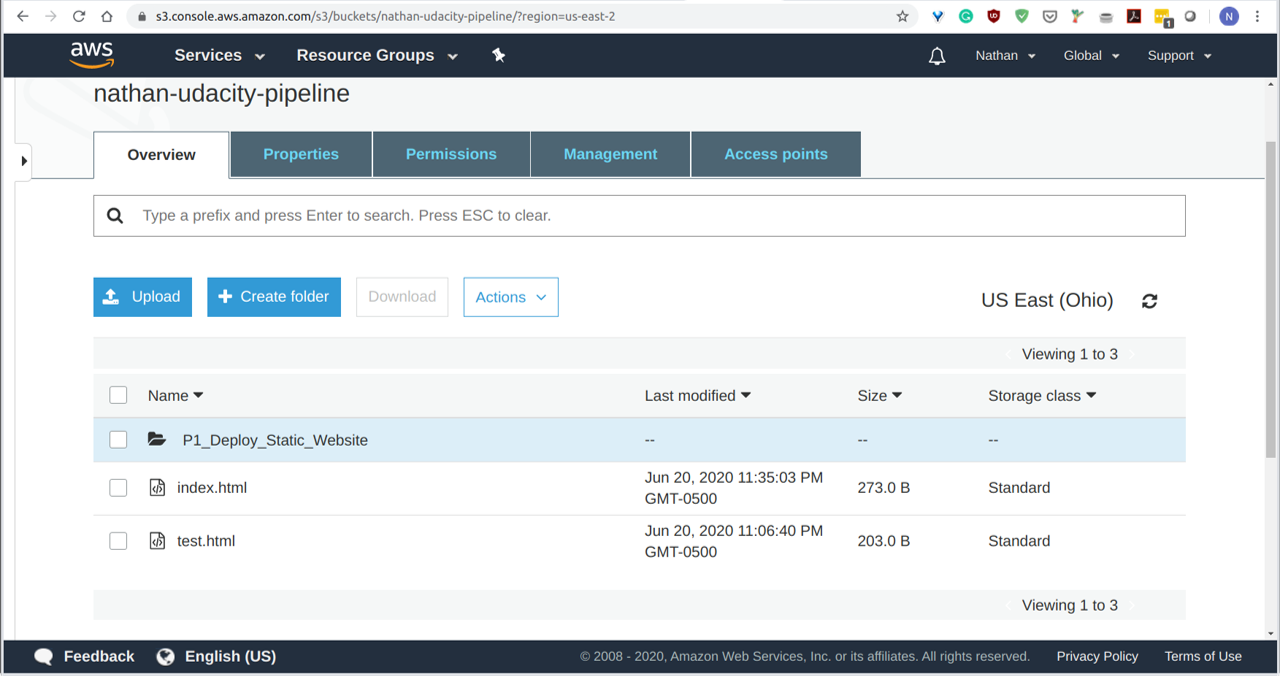 s3.console.aws.amazon.com/s3/buckets/nathan-udacity-pipeline/?region=us-east-2
1
N
aws
Services
Resource Groups
Nathan
Global
Support
nathan-udacity-pipeline
Overview
Properties
Permissions
Management
Access points
Type a prefix and press Enter to search. Press ESC to clear.
Upload
Create folder
Download
Actions
US East (Ohio)
Viewing 1 to 3
Name
Last modified
Size
Storage class
P1_Deploy_Static_Website
--
--
--
index.html
Jun 20, 2020 11:35:03 PM
GMT-0500
273.0 B
Standard
test.html
Jun 20, 2020 11:06:40 PM
GMT-0500
203.0 B
Standard
Viewing 1 to 3
Feedback
English (US)
© 2008 - 2020, Amazon Web Services, Inc. or its affiliates. All rights reserved.
Privacy Policy
Terms of Use